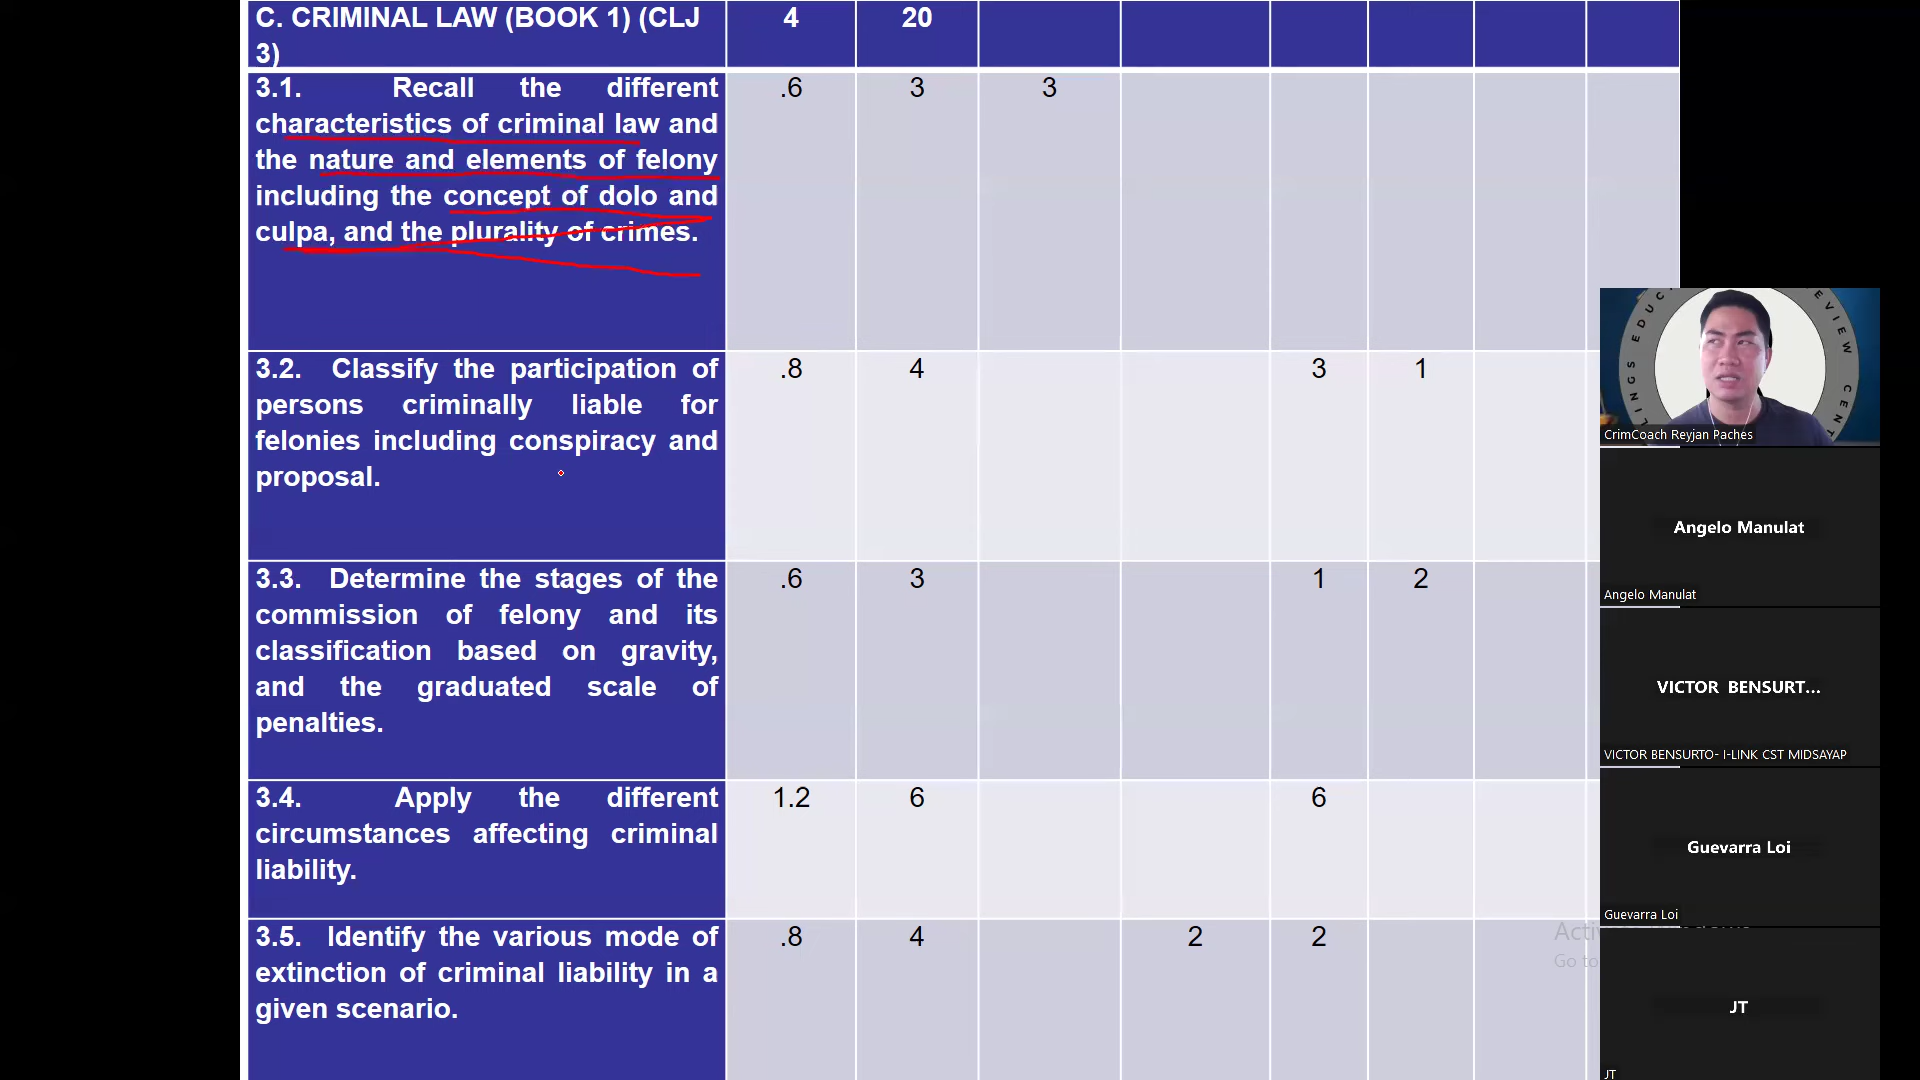 C. CRIMINAL LAW (BOOK 1) (CLJ 3) 4 20
3.1. Recall the different .6 3 3
characteristics of criminal law and
the nature and elements of felony
including the concept of dolo and
culpa, and the plurality of crimes.
3.2. Classify the participation of .8 4 3 1
persons criminally liable for
felonies including conspiracy and
proposal.
3.3. Determine the stages of the .6 3 1 2
commission of felony and its
classification based on gravity,
and the graduated scale of
penalties.
3.4. Apply the different 1.2 6 6
circumstances affecting criminal
liability.
3.5. Identify the various mode of .8 4 2 2
extinction of criminal liability in a
given scenario.
LINGS EDUC
EVIEW CENT
CrimCoach Reyjan Paches
Angelo Manulat
Angelo Manulat
VICTOR BENSURT...
VICTOR BENSURTO- I-LINK CST MIDSAYAP
Guevarra Loi
Guevarra Loi
Acti
Go to
JT
JT